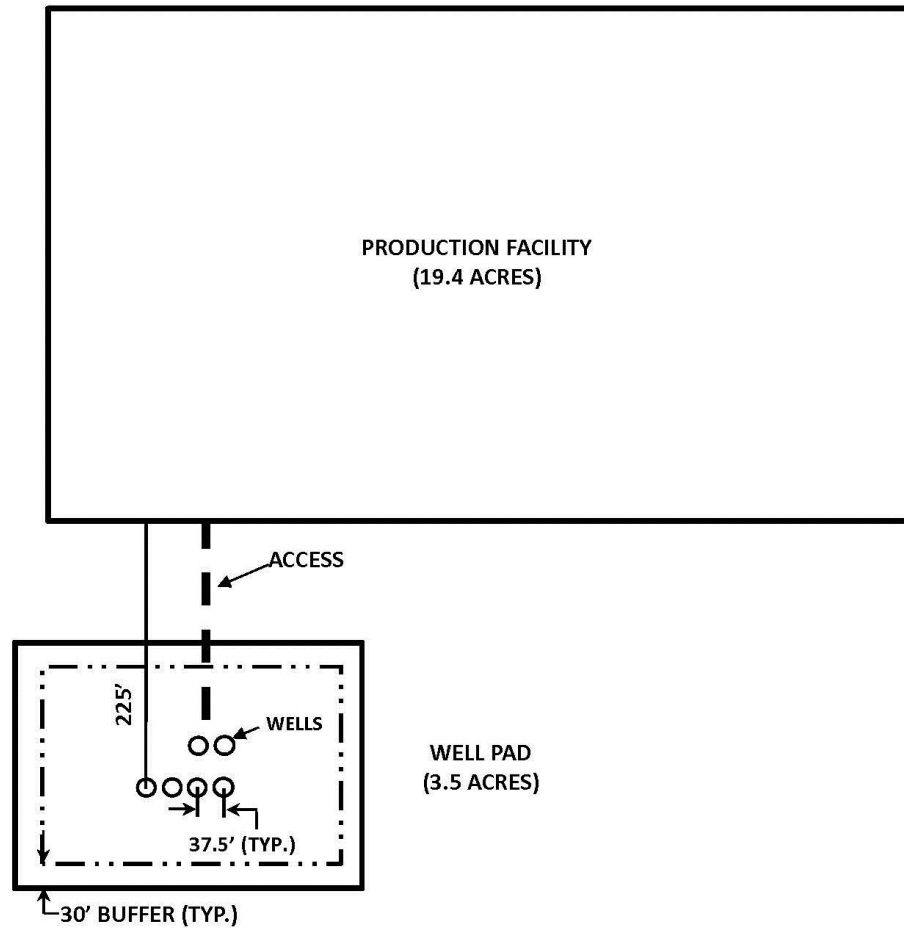 PRODUCTION FACILITY
(19.4 ACRES)
ACCESS
225’
WELLS
WELL PAD
(3.5 ACRES)
37.5’ (TYP.)
30’ BUFFER (TYP.)